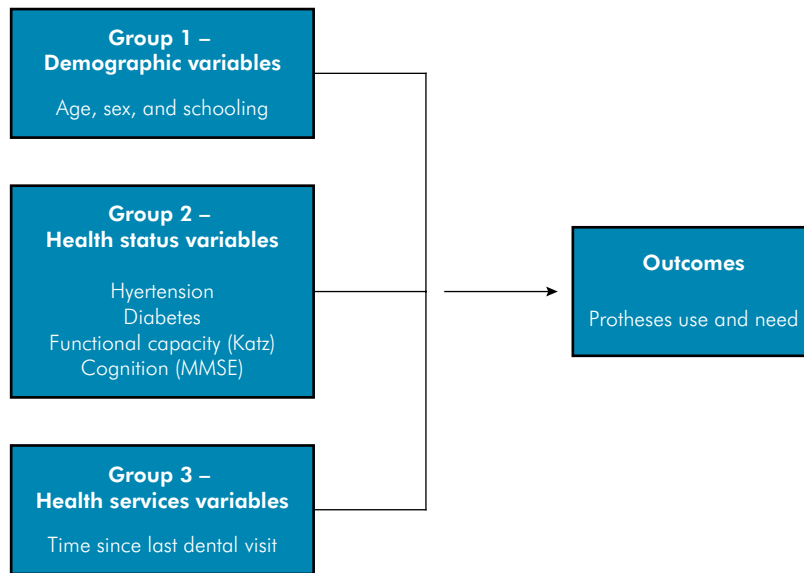 Group 1 –
Demographic variables
Age, sex, and schooling
Group 2 –
Health status variables
Hyertension
Diabetes
Functional capacity (Katz)
Cognition (MMSE)
Group 3 –
Health services variables
Time since last dental visit
Outcomes
Protheses use and need